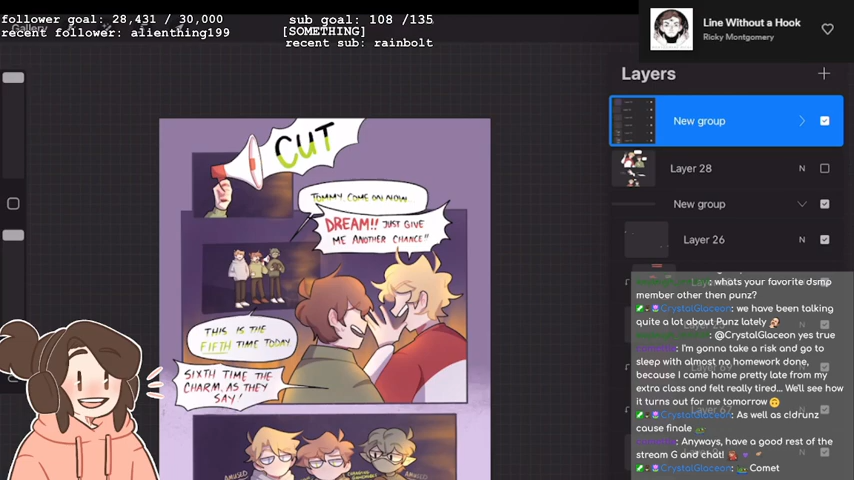 follower goal: 28,431 / 30,000
recent follower: alienthing199
sub goal: 108 /135
[SOMETHING]
recent sub: rainbolt
Gallery
Line Without a Hook
Ricky Montgomery
Layers
New group
Layer 28
N
New group
Layer 26
N
CUT
TOMMY, COME ON NOW...
DREAM!! JUST GIVE
ME ANOTHER CHANCE"
THIS IS THE
FIFTH TIME TODAY
SIXTH TIME THE
CHARM, AS THEY
SAY!
AMUSED
AMUSED
: whats your favorite dsmp
member other then punz?
CrystalGlaceon: we have been talking
quite a lot about Punz lately
: @CrystalGlaceon yes true
: I'm gonna take a risk and go to
sleep with almost no homework done,
because I came home pretty late from my
extra class and felt really tired... We'll see how
it turns out for me tomorrow
CrystalGlaceon: As well as c!drunz
cause finale
: Anyways, have a good rest of the
stream G and chat!
CrystalGlaceon: Comet